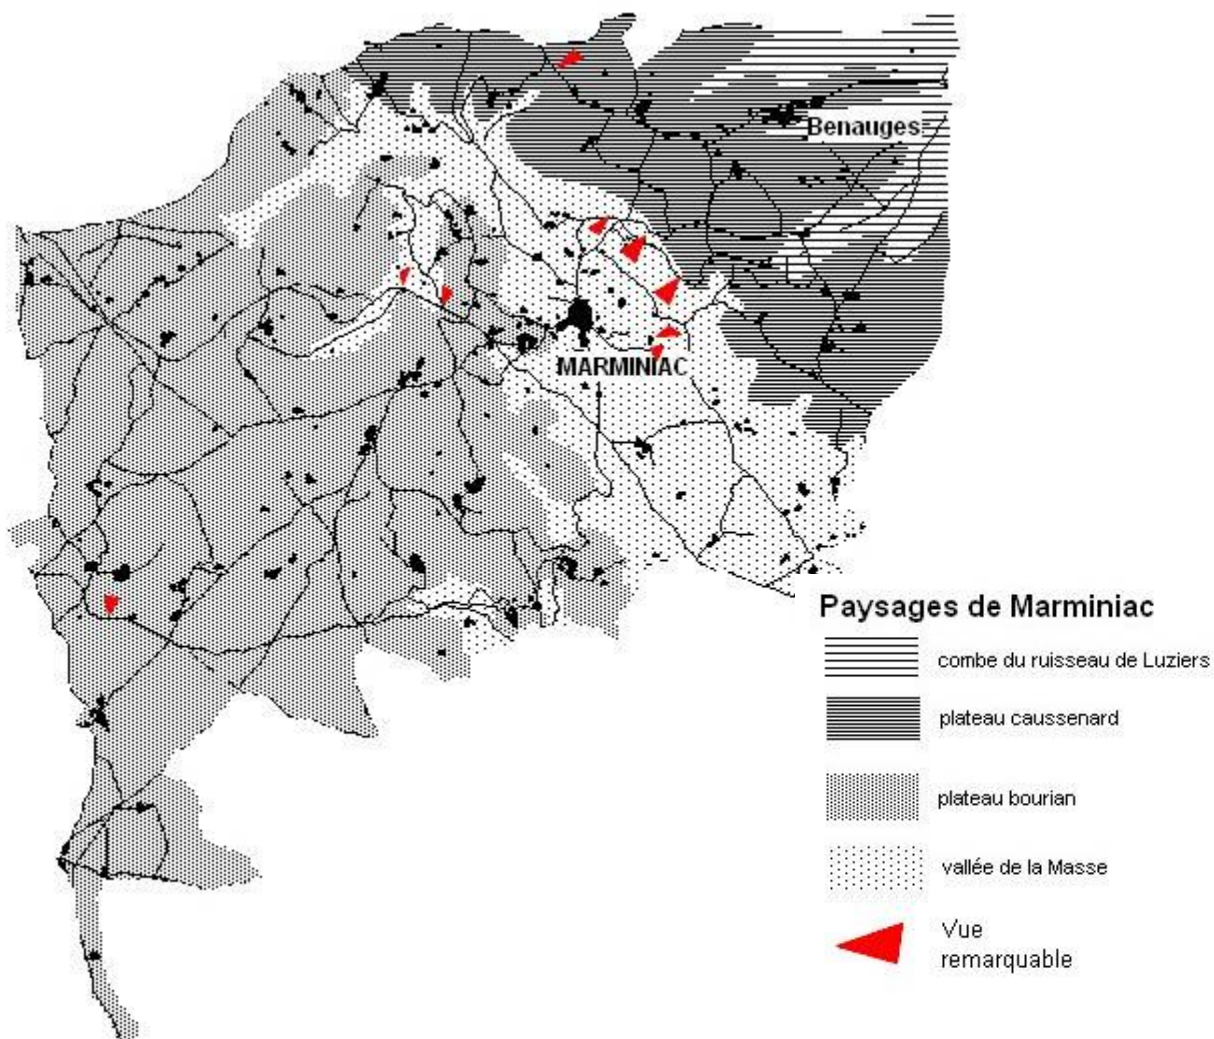 Benauges
MARMINIAC
Paysages de Marminiac
combe du ruisseau de Luziers
plateau caussenard
plateau bourian
vallée de la Masse
Vue
remarquable